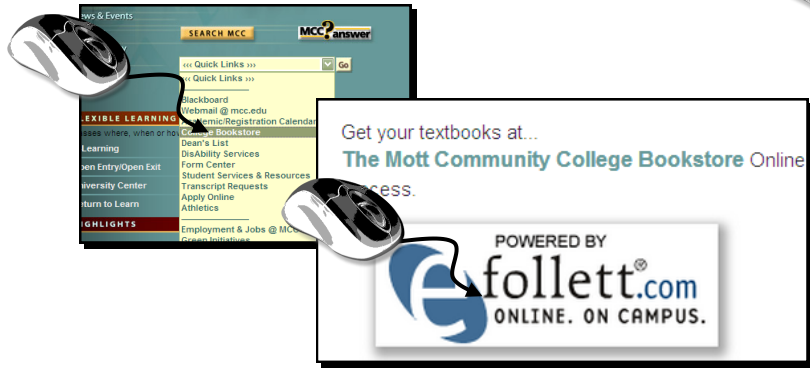 ws & Events
SEARCH MCC
MCC?answer
‹‹‹ Quick Links ›››
Go
Quick Links ›››
Blackboard
Webmail @ mcc.edu
Academic/Registration Calendar
LEXIBLE LEARNING
asses where, when or how
College Bookstore
Dean's List
Learning
DisAbility Services
Form Center
pen Entry/Open Exit
Student Services & Resources
iversity Center
Transcript Requests
Apply Online
eturn to Learn
Athletics
IGHLIGHTS
Employment & Jobs @ MCC
Green Initiatives
Get your textbooks at...
The Mott Community College Bookstore Online
ccess.
POWERED BY
efollett.com
ONLINE. ON CAMPUS.